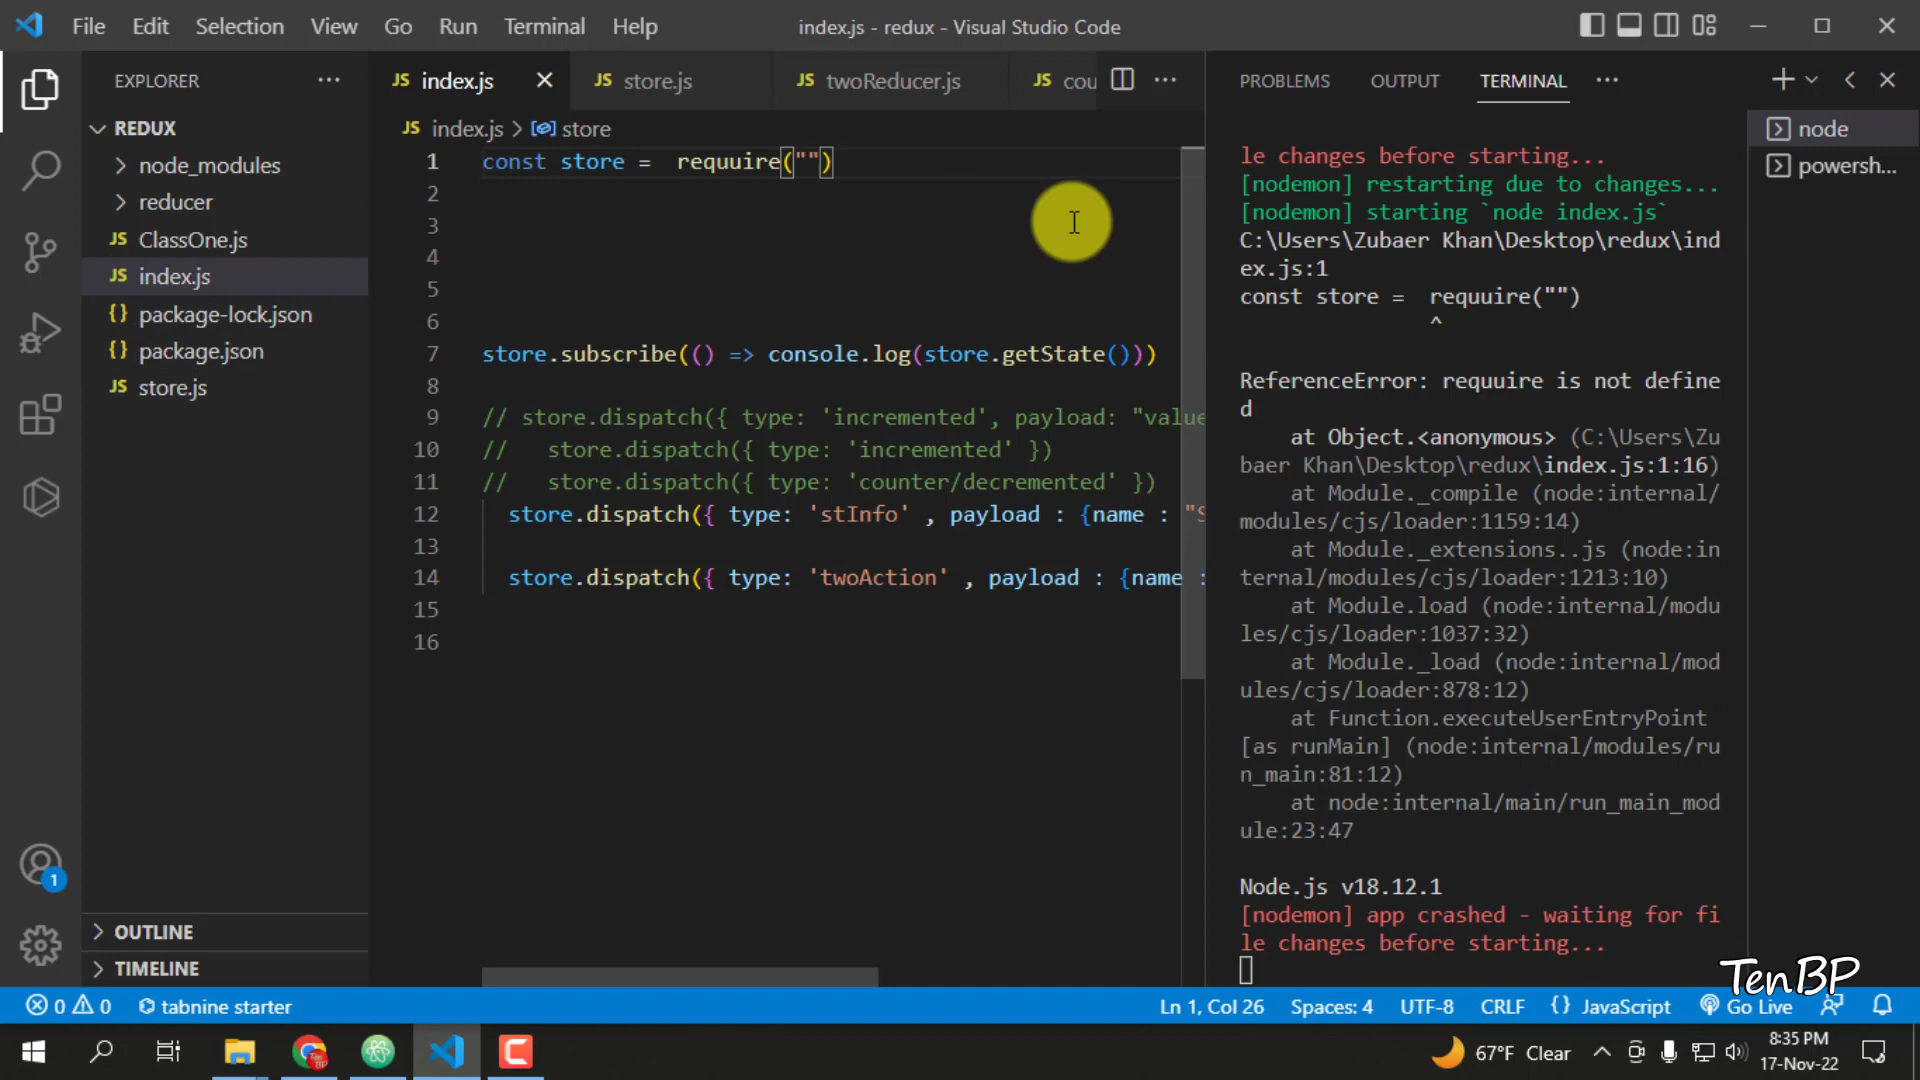 File Edit Selection View Go Run Terminal Help
index.js - redux - Visual Studio Code
EXPLORER
REDUX
node_modules
reducer
JS ClassOne.js
JS index.js
{} package-lock.json
{} package.json
JS store.js
OUTLINE
TIMELINE
JS index.js
JS store.js
JS twoReducer.js
JS cou
JS index.js > store
1 const store =  requuire("")
2
3
4
5
6
7 store.subscribe(() => console.log(store.getState()))
8
9 // store.dispatch({ type: 'incremented', payload: "value
10 //   store.dispatch({ type: 'incremented' })
11 //   store.dispatch({ type: 'counter/decremented' })
12   store.dispatch({ type: 'stInfo' , payload : {name : "S
13
14   store.dispatch({ type: 'twoAction' , payload : {name :
15
16
PROBLEMS OUTPUT TERMINAL
node
powersh...
le changes before starting...
[nodemon] restarting due to changes...
[nodemon] starting `node index.js`
C:\Users\Zubaer Khan\Desktop\redux\ind
ex.js:1
const store =  requuire("")
^
ReferenceError: requuire is not define
d
at Object.<anonymous> (C:\Users\Zu
baer Khan\Desktop\redux\index.js:1:16)
at Module._compile (node:internal/
modules/cjs/loader:1159:14)
at Module._extensions..js (node:in
ternal/modules/cjs/loader:1213:10)
at Module.load (node:internal/modu
les/cjs/loader:1037:32)
at Module._load (node:internal/mod
ules/cjs/loader:878:12)
at Function.executeUserEntryPoint
[as runMain] (node:internal/modules/ru
n_main:81:12)
at node:internal/main/run_main_mod
ule:23:47
Node.js v18.12.1
[nodemon] app crashed - waiting for fi
le changes before starting...
TenBP
1
0 0 tabnine starter
Ln 1, Col 26 Spaces: 4 UTF-8 CRLF {} JavaScript Go Live
67°F Clear
8:35 PM
17-Nov-22